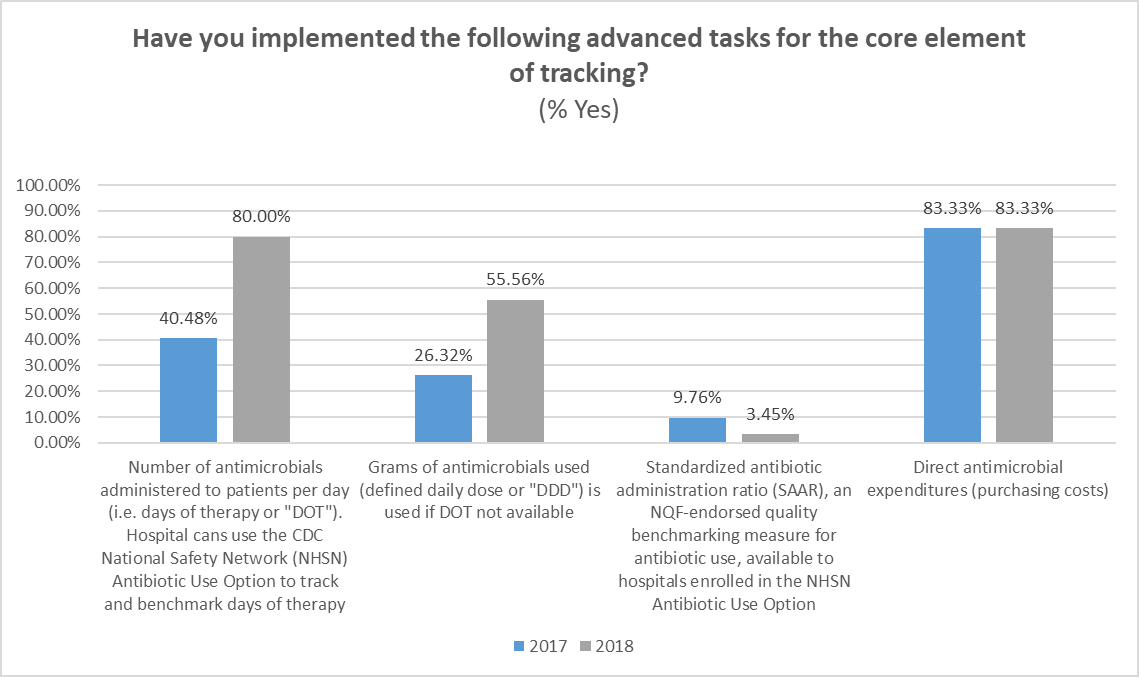 Have you implemented the following advanced tasks for the core element
of tracking?
(% Yes)
100.00%
90.00%
80.00%
70.00%
60.00%
50.00%
40.00%
30.00%
20.00%
10.00%
0.00%
40.48%
80.00%
26.32%
55.56%
9.76%
3.45%
83.33%
83.33%
Number of antimicrobials
administered to patients per day
(i.e. days of therapy or "DOT").
Hospital cans use the CDC
National Safety Network (NHSN)
Antibiotic Use Option to track
and benchmark days of therapy
Grams of antimicrobials used
(defined daily dose or "DDD") is
used if DOT not available
Standardized antibiotic
administration ratio (SAAR), an
NQF-endorsed quality
benchmarking measure for
antibiotic use, available to
hospitals enrolled in the NHSN
Antibiotic Use Option
Direct antimicrobial
expenditures (purchasing costs)
2017
2018